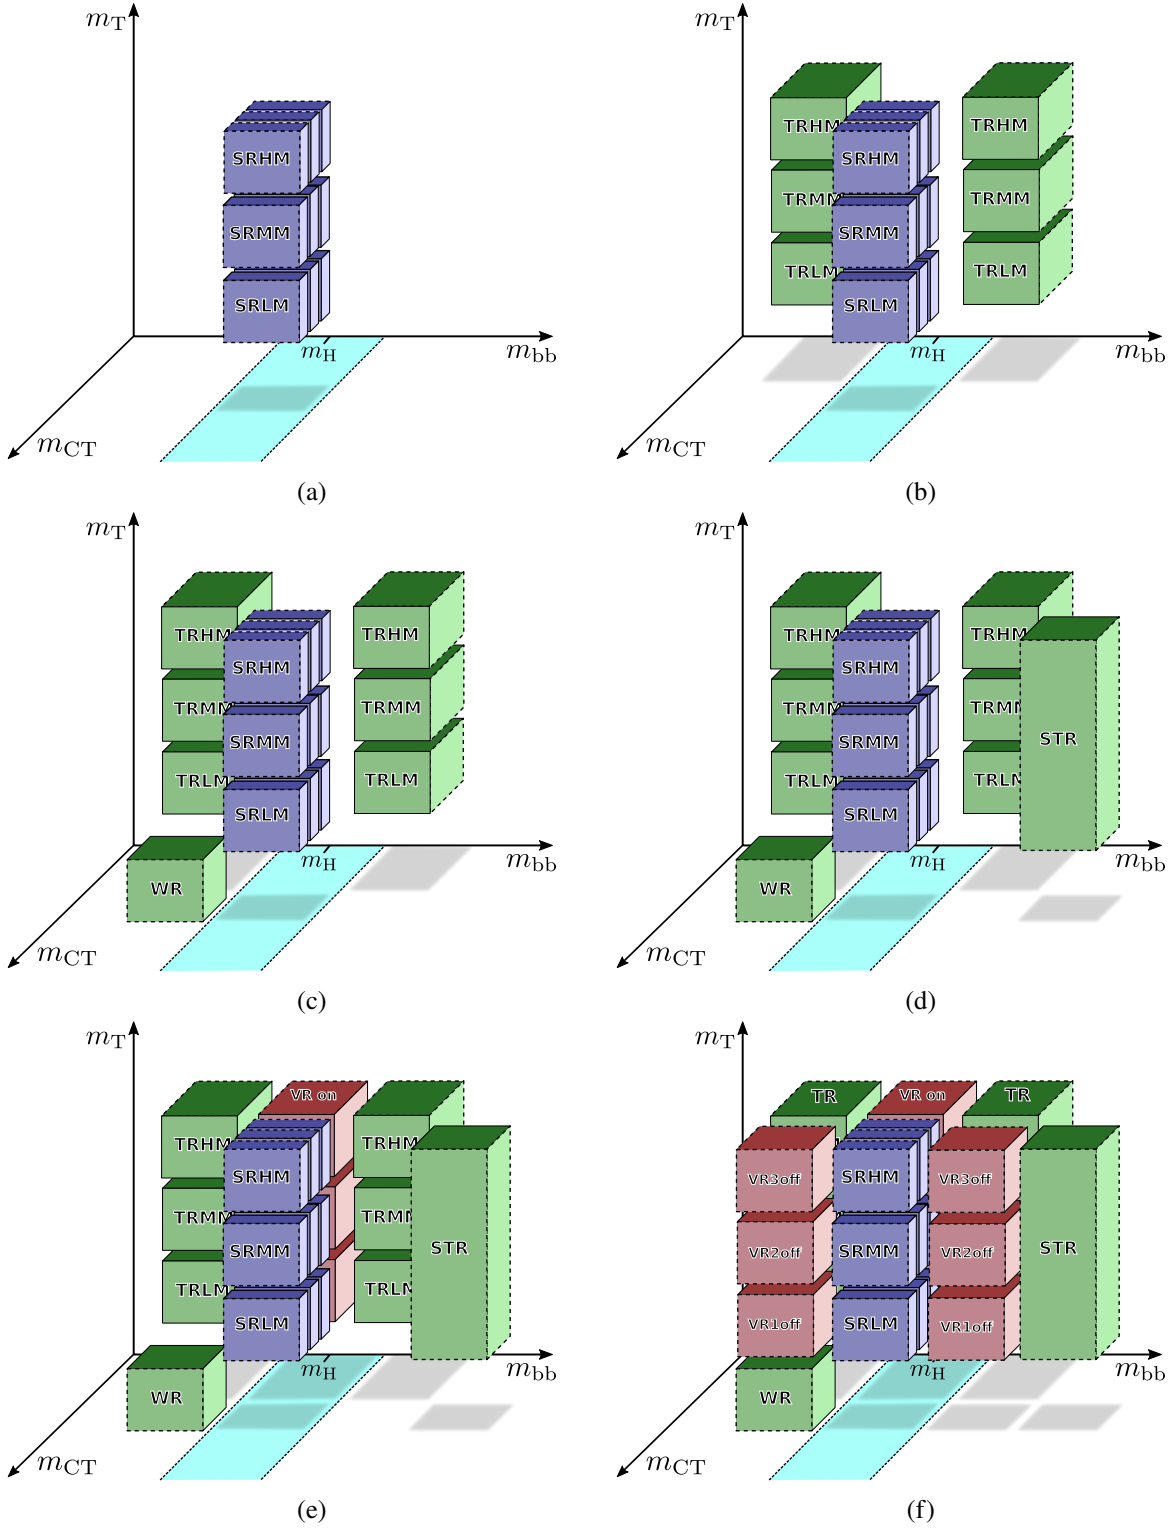 m_T
SRHM
SRMM
SRLM
m_H
m_bb
m_CT
(a)
m_T
TRHM TRHM
SRHM
TRMM TRMM
SRMM
TRLM TRLM
SRLM
m_H
m_bb
m_CT
(b)
m_T
TRHM TRHM
SRHM
TRMM TRMM
SRMM
TRLM TRLM
SRLM
m_H
m_bb
WR
m_CT
(c)
m_T
TRHM TRHM
SRHM
TRMM TRMM
SRMM STR
TRLM TRLM
SRLM
m_H
m_bb
WR
m_CT
(d)
m_T
VR on
TRHM TRHM
SRHM
TRMM TRMM
SRMM STR
TRLM TRLM
SRLM
m_H
m_bb
WR
m_CT
(e)
m_T
TR VR on TR
VR3off SRHM VR3off
VR2off SRMM VR2off STR
VR1off SRLM VR1off
m_H
m_bb
WR
m_CT
(f)